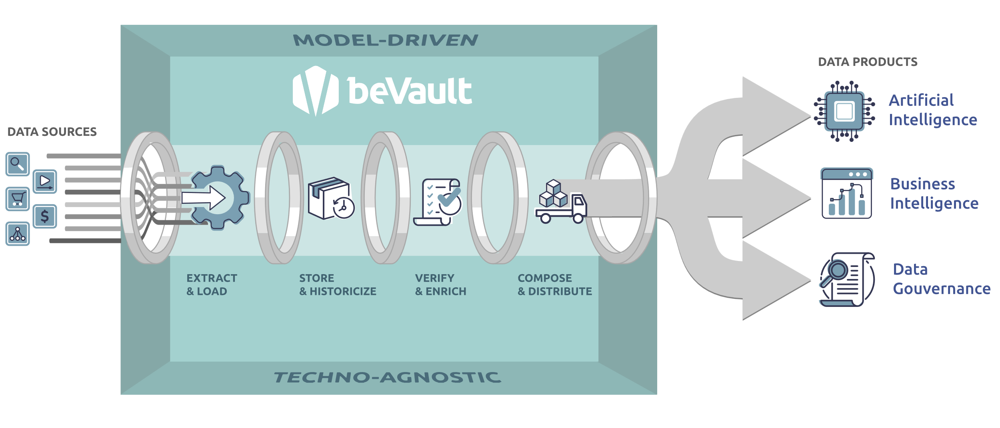 MODEL-DRIVEN
beVault
DATA SOURCES
$
EXTRACT
& LOAD
STORE
& HISTORICIZE
VERIFY
& ENRICH
COMPOSE
& DISTRIBUTE
TECHNO-AGNOSTIC
DATA PRODUCTS
Artificial
Intelligence
Business
Intelligence
Data
Governance